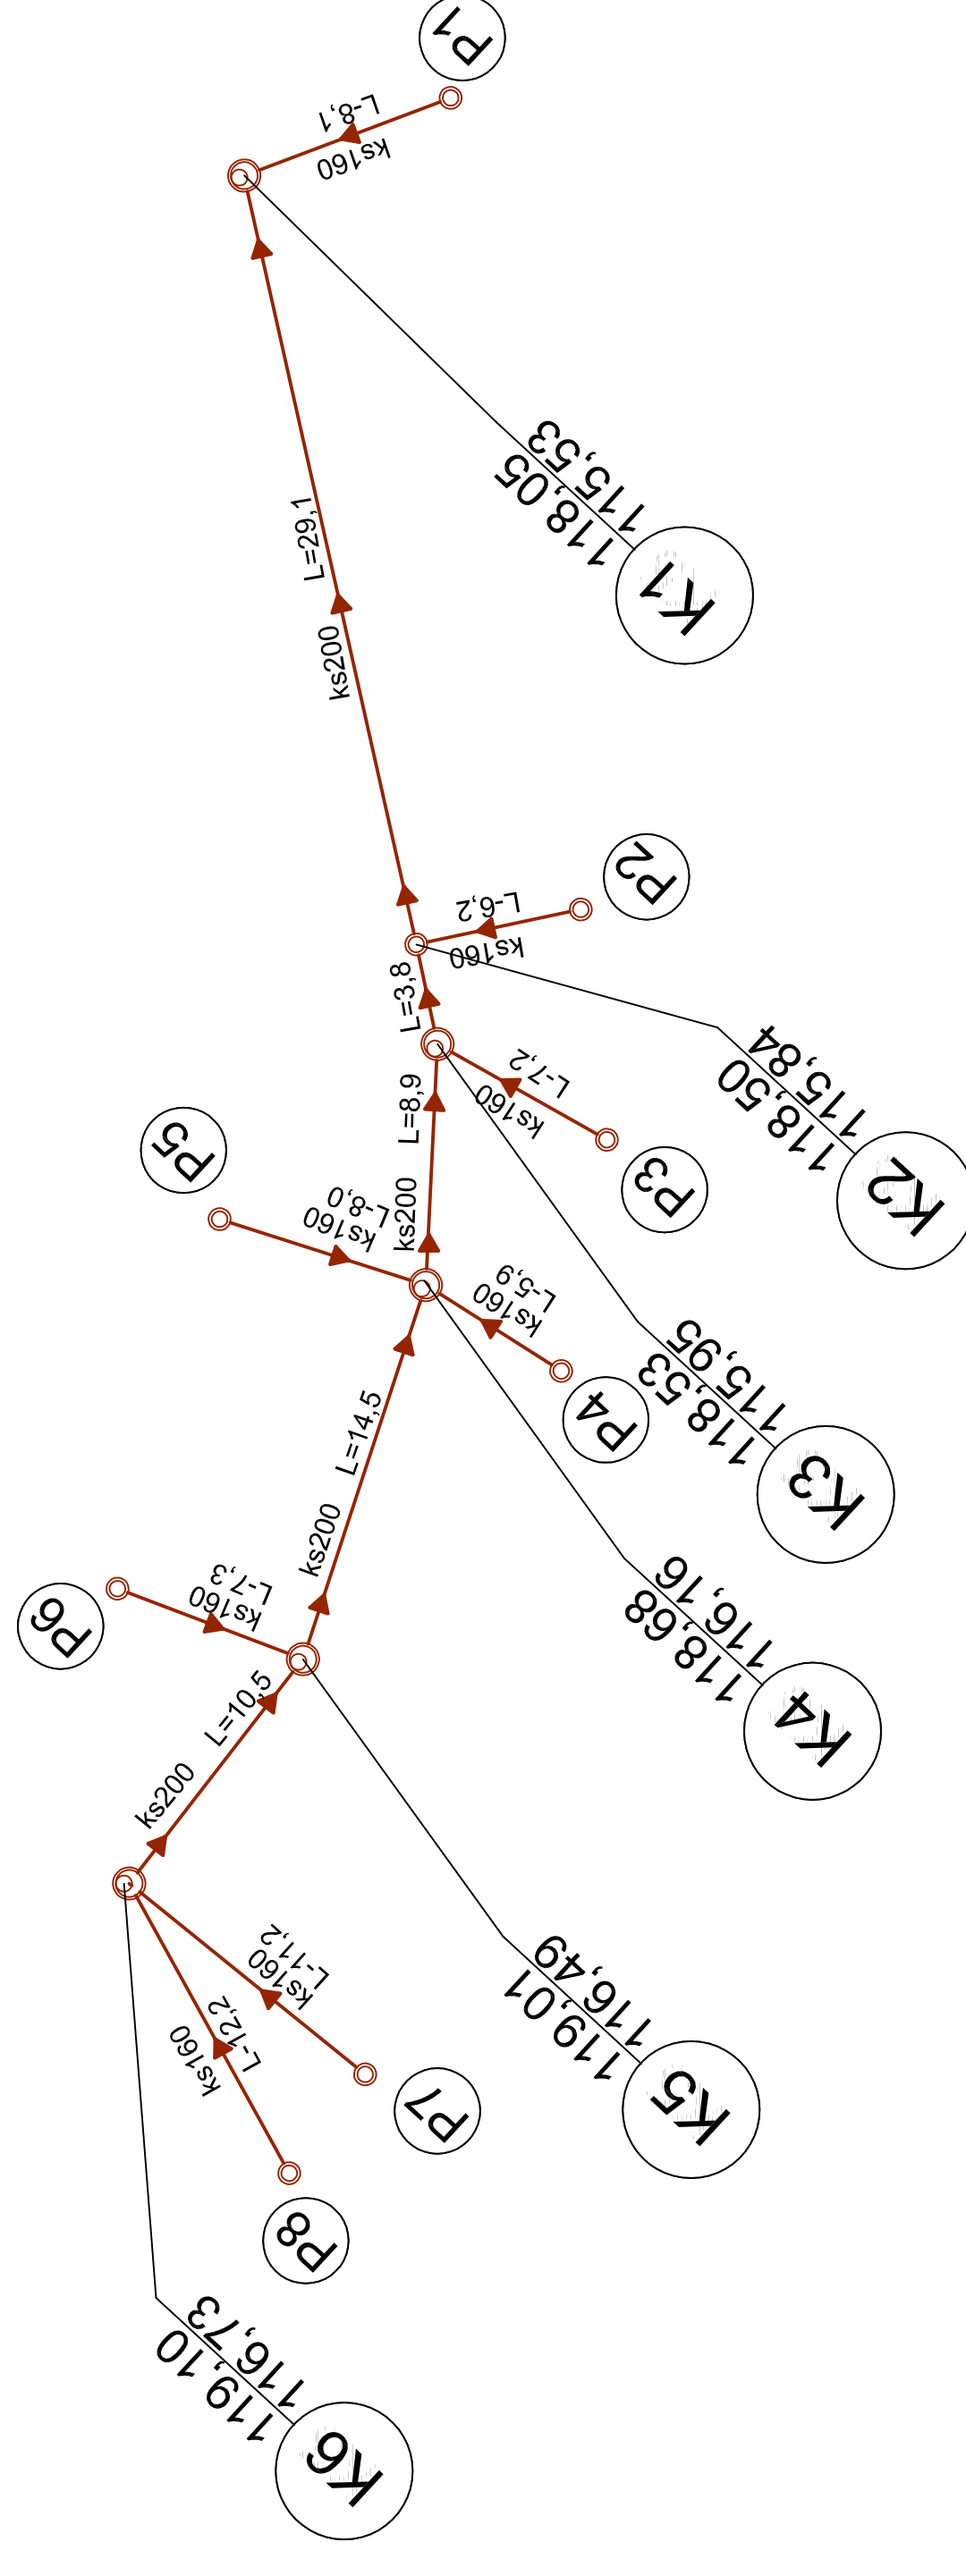 P1
L-8,1
ks160
118,05
115,53
K1
L=29,1
ks200
P2
L-6,2
ks160
L=3,8
118,50
115,84
K2
L-7,2
ks160
P3
L=8,9
ks200
P5
L-8,0
ks160
ks160
L-5,9
P4
118,53
115,95
K3
L=14,5
ks200
118,68
116,16
K4
P6
L-7,3
ks160
L=10,5
ks200
119,01
116,49
K5
ks160
L-11,2
P7
ks160
L-12,2
P8
119,10
116,73
K6